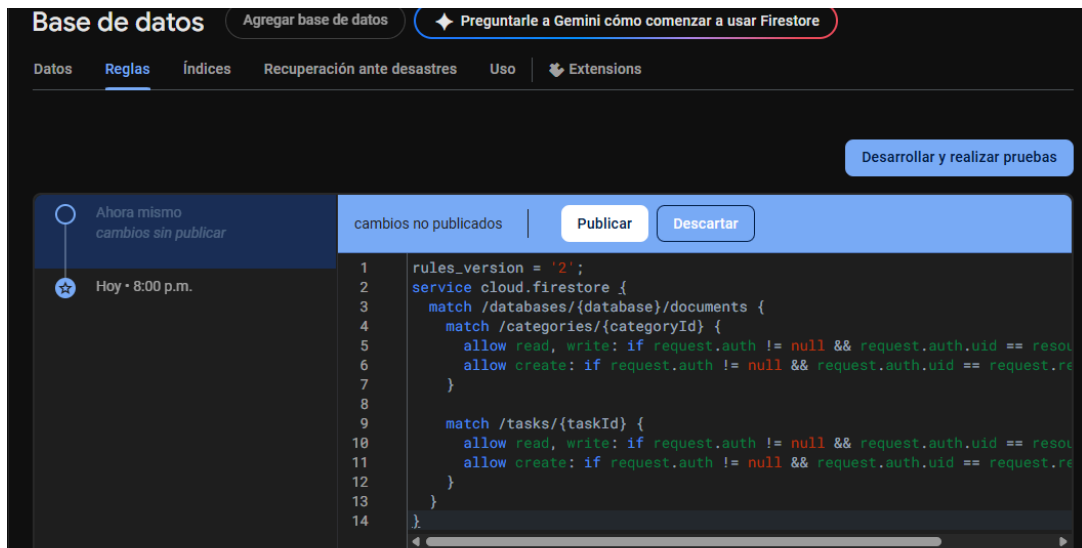 Base de datos
Agregar base de datos
Preguntarle a Gemini cómo comenzar a usar Firestore
Datos
Reglas
Índices
Recuperación ante desastres
Uso
Extensions
Desarrollar y realizar pruebas
Ahora mismo
cambios sin publicar
Hoy • 8:00 p.m.
cambios no publicados
Publicar
Descartar
1 rules_version = '2';
2 service cloud.firestore {
3 match /databases/{database}/documents {
4 match /categories/{categoryId} {
5 allow read, write: if request.auth != null && request.auth.uid == resou
6 allow create: if request.auth != null && request.auth.uid == request.re
7 }
8
9 match /tasks/{taskId} {
10 allow read, write: if request.auth != null && request.auth.uid == resou
11 allow create: if request.auth != null && request.auth.uid == request.re
12 }
13 }
14 }